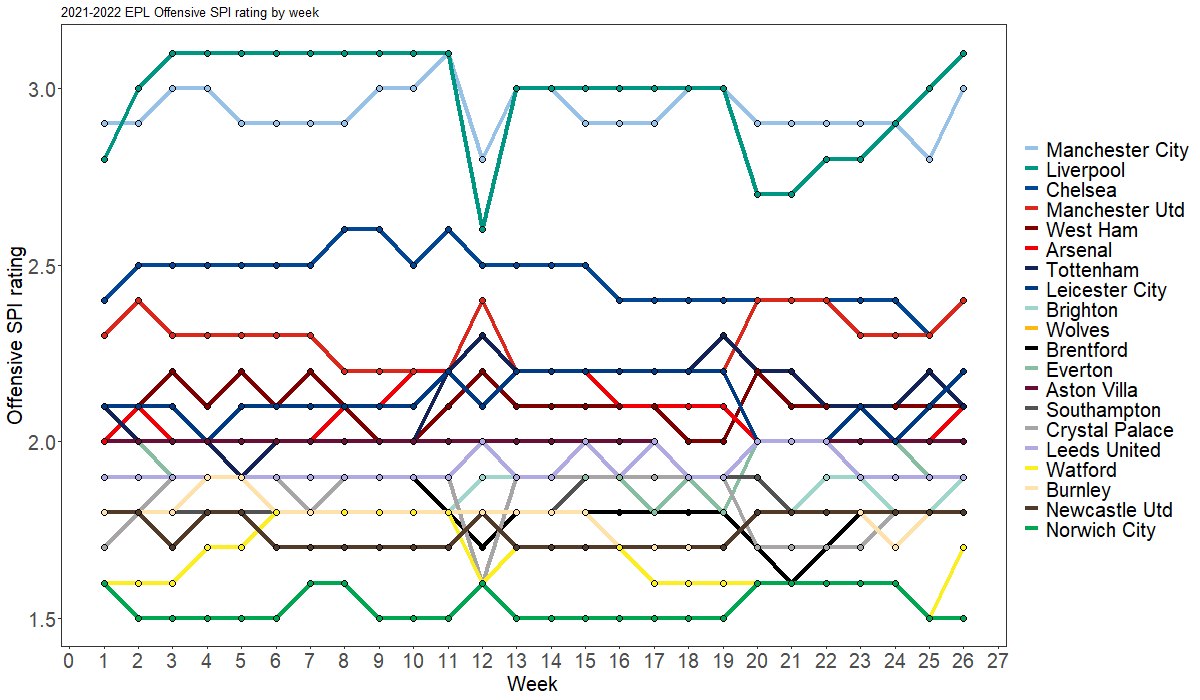 2021-2022 EPL Offensive SPI rating by week
3.0
2.5
2.0
1.5
Offensive SPI rating
0 1 2 3 4 5 6 7 8 9 10 11 12 13 14 15 16 17 18 19 20 21 22 23 24 25 26 27
Week
Manchester City
Liverpool
Chelsea
Manchester Utd
West Ham
Arsenal
Tottenham
Leicester City
Brighton
Wolves
Brentford
Everton
Aston Villa
Southampton
Crystal Palace
Leeds United
Watford
Burnley
Newcastle Utd
Norwich City